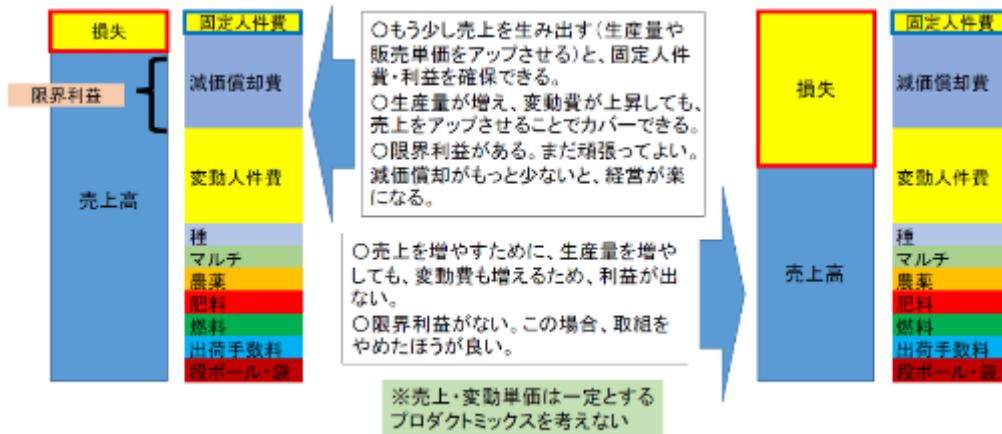 損失
限界利益
売上高
固定人件費
減価償却費
変動人件費
種
マルチ
農薬
肥料
燃料
出荷手数料
段ボール・袋
○もう少し売上を生み出す(生産量や
販売単価をアップさせる)と、固定人件
費・利益を確保できる。
○生産量が増え、変動費が上昇しても、
売上をアップさせることでカバーできる。
○限界利益がある。まだ頑張ってよい。
減価償却がもっと少ないと、経営が楽
になる。
○売上を増やすために、生産量を増や
しても、変動費も増えるため、利益が出
ない。
○限界利益がない。この場合、取組を
やめたほうが良い。
※売上・変動単価は一定とする
プロダクトミックスを考えない
損失
売上高
固定人件費
減価償却費
変動人件費
種
マルチ
農薬
肥料
燃料
出荷手数料
段ボール・袋